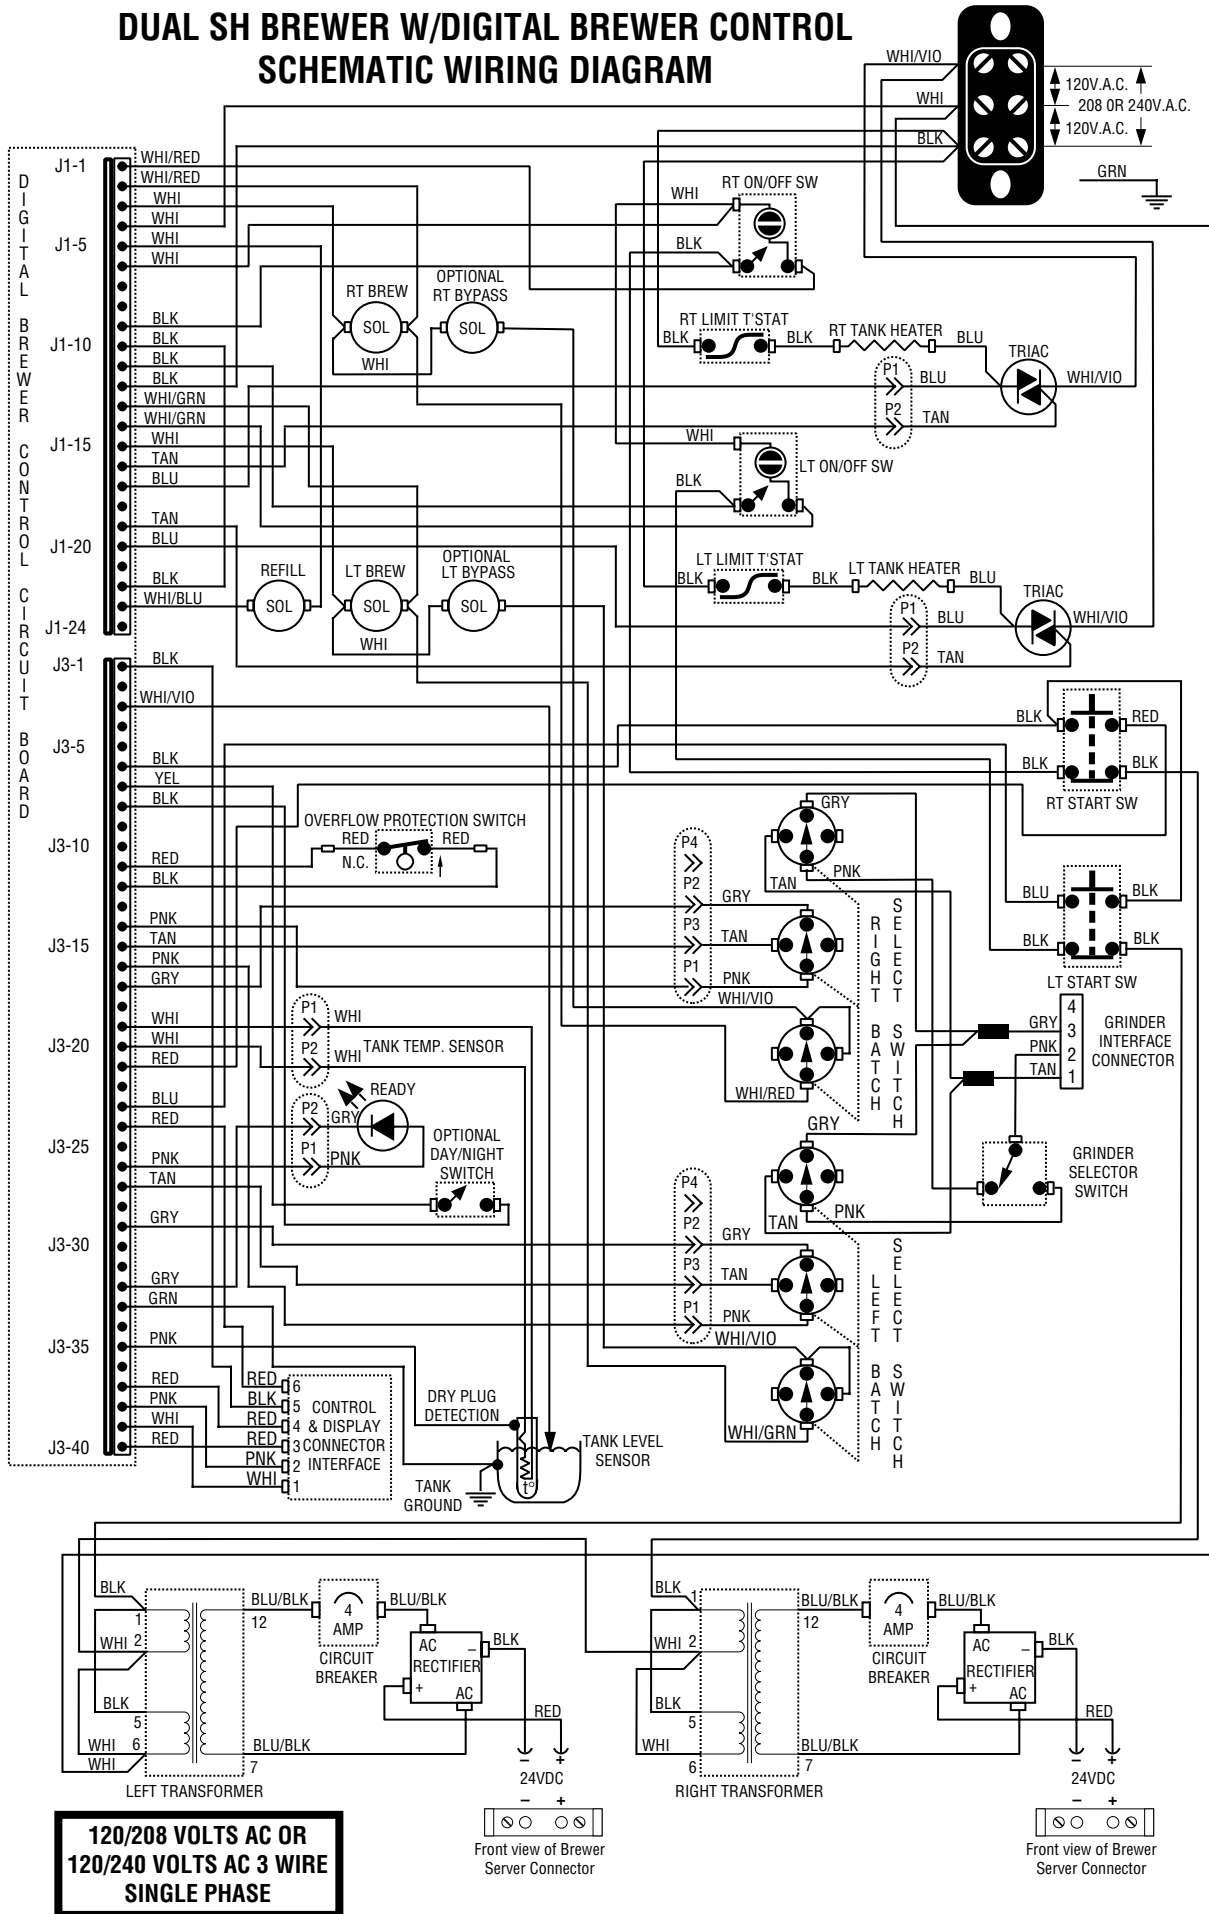 DUAL SH BREWER W/DIGITAL BREWER CONTROL
SCHEMATIC WIRING DIAGRAM
WHI/VIO
WHI
BLK
120V.A.C.
208 OR 240V.A.C.
120V.A.C.
GRN
DIGITAL BREWER CONTROL CIRCUIT BOARD
J1-1
WHI/RED
WHI/RED
WHI
WHI
J1-5
WHI
WHI
BLK
J1-10
BLK
BLK
BLK
WHI/GRN
WHI/GRN
J1-15
WHI
TAN
BLU
TAN
J1-20
BLU
BLK
WHI/BLU
J1-24
RT ON/OFF SW
WHI
BLK
RT BREW
SOL
OPTIONAL
RT BYPASS
SOL
WHI
RT LIMIT T'STAT
BLK
BLK
RT TANK HEATER
BLU
TRIAC
WHI/VIO
P1
BLU
P2
TAN
WHI
LT ON/OFF SW
BLK
REFILL
SOL
LT BREW
SOL
OPTIONAL
LT BYPASS
SOL
WHI
LT LIMIT T'STAT
BLK
BLK
LT TANK HEATER
BLU
TRIAC
WHI/VIO
P1
BLU
P2
TAN
J3-1
BLK
WHI/VIO
J3-5
BLK
YEL
BLK
J3-10
RED
BLK
PNK
J3-15
TAN
PNK
GRY
WHI
J3-20
WHI
RED
BLU
RED
J3-25
PNK
TAN
GRY
J3-30
GRY
GRN
J3-35
PNK
RED
PNK
WHI
J3-40
RED
BLK
RED
BLK
BLK
RT START SW
BLU
BLK
BLK
BLK
LT START SW
OVERFLOW PROTECTION SWITCH
RED
RED
N.C.
P4
P2
GRY
P3
TAN
P1
PNK
GRY
PNK
TAN
WHI/VIO
WHI/RED
RIGHT BATCH
SELECT SWITCH
P1
WHI
P2
WHI
TANK TEMP. SENSOR
READY
P2
GRY
P1
PNK
OPTIONAL
DAY/NIGHT
SWITCH
4
GRY
3
PNK
2
TAN
1
GRINDER
INTERFACE
CONNECTOR
GRINDER
SELECTOR
SWITCH
GRY
PNK
TAN
P4
P2
GRY
P3
TAN
P1
PNK
WHI/VIO
WHI/GRN
LEFT BATCH
SELECT SWITCH
RED
6
BLK
5
RED
4
RED
3
PNK
2
WHI
1
CONTROL
& DISPLAY
CONNECTOR
INTERFACE
DRY PLUG
DETECTION
TANK LEVEL
SENSOR
t°
TANK
GROUND
BLK
1
WHI
2
BLK
5
WHI
6
WHI
LEFT TRANSFORMER
BLU/BLK
12
4
AMP
CIRCUIT
BREAKER
BLU/BLK
AC
–
RECTIFIER
+
AC
BLK
RED
BLU/BLK
7
–
+
24VDC
–
+
Front view of Brewer
Server Connector
BLK
1
WHI
2
BLK
5
WHI
6
RIGHT TRANSFORMER
BLU/BLK
12
4
AMP
CIRCUIT
BREAKER
BLU/BLK
AC
–
RECTIFIER
+
AC
BLK
RED
BLU/BLK
7
–
+
24VDC
–
+
Front view of Brewer
Server Connector
120/208 VOLTS AC OR
120/240 VOLTS AC 3 WIRE
SINGLE PHASE